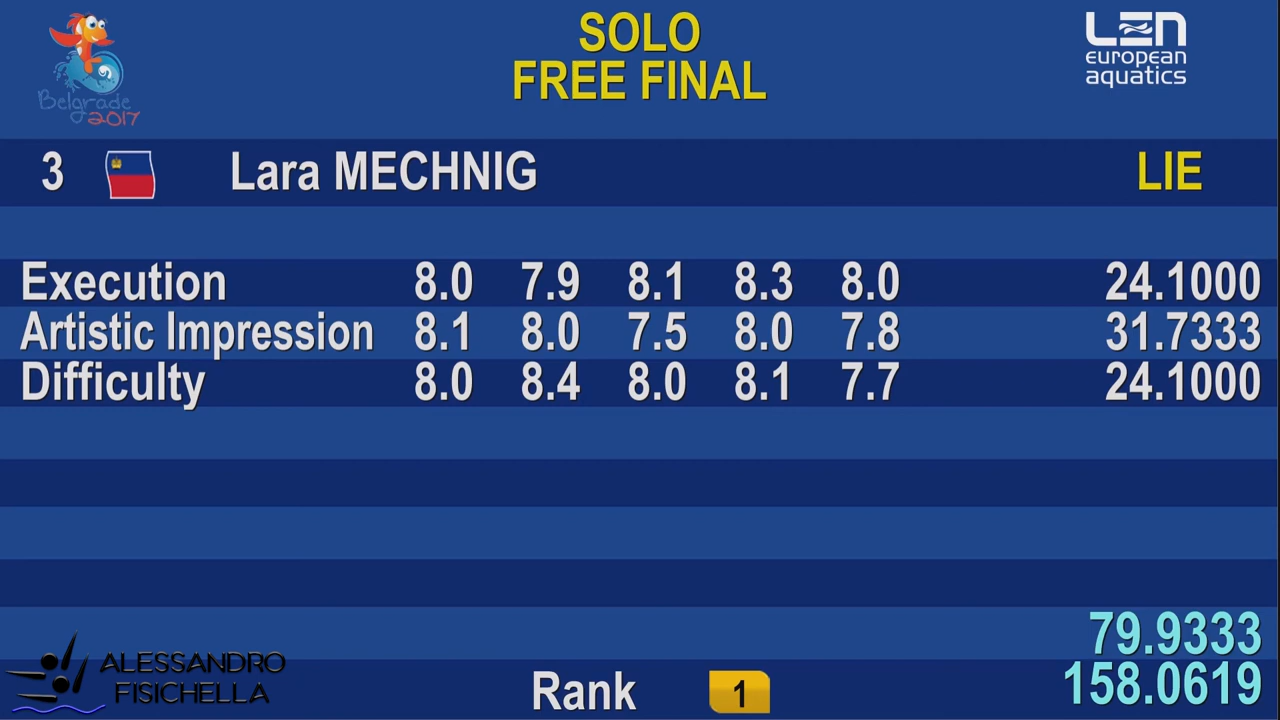 SOLO
FREE FINAL
Belgrade
2017
LEN
european
aquatics
3 Lara MECHNIG LIE
Execution 8.0 7.9 8.1 8.3 8.0 24.1000
Artistic Impression 8.1 8.0 7.5 8.0 7.8 31.7333
Difficulty 8.0 8.4 8.0 8.1 7.7 24.1000
79.9333
158.0619
Rank 1
ALESSANDRO
FISICHELLA